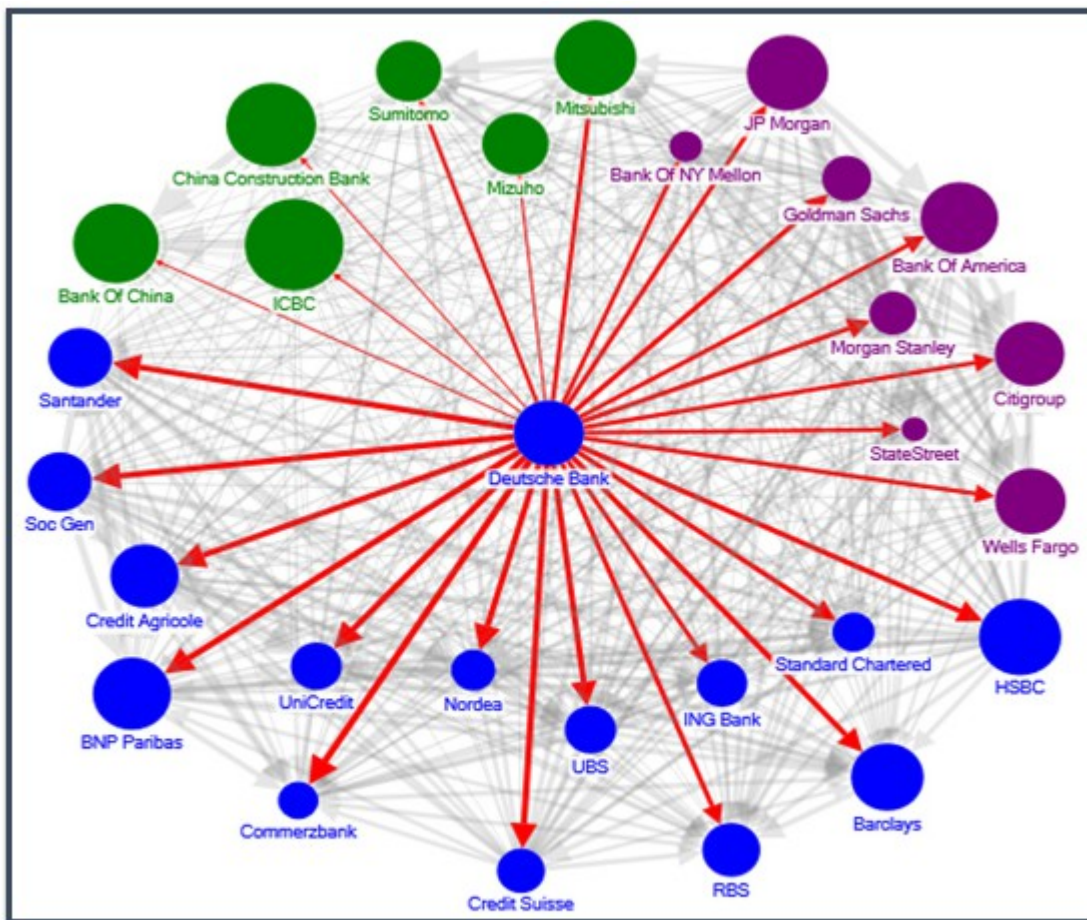 Sumitomo
Mitsubishi
JP Morgan
China Construction Bank
Mizuho
Bank Of NY Mellon
Goldman Sachs
Bank Of China
ICBC
Bank Of America
Santander
Morgan Stanley
Citigroup
StateStreet
Deutsche Bank
Soc Gen
Wells Fargo
Credit Agricole
Standard Chartered
HSBC
UniCredit
Nordea
ING Bank
BNP Paribas
UBS
Commerzbank
Barclays
Credit Suisse
RBS